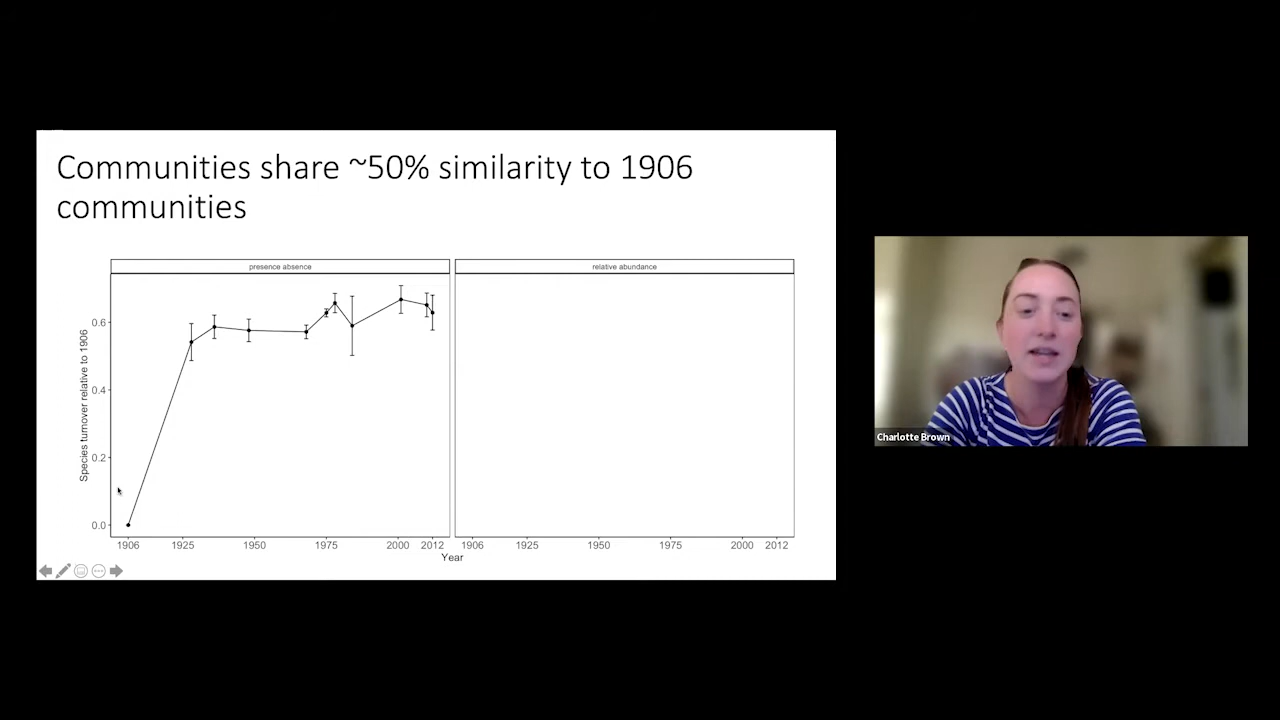 Communities share ~50% similarity to 1906
communities
presence absence
relative abundance
Species turnover relative to 1906
0.6
0.4
0.2
0.0
1906 1925 1950 1975 2000 2012
1906 1925 1950 1975 2000 2012
Year
Charlotte Brown